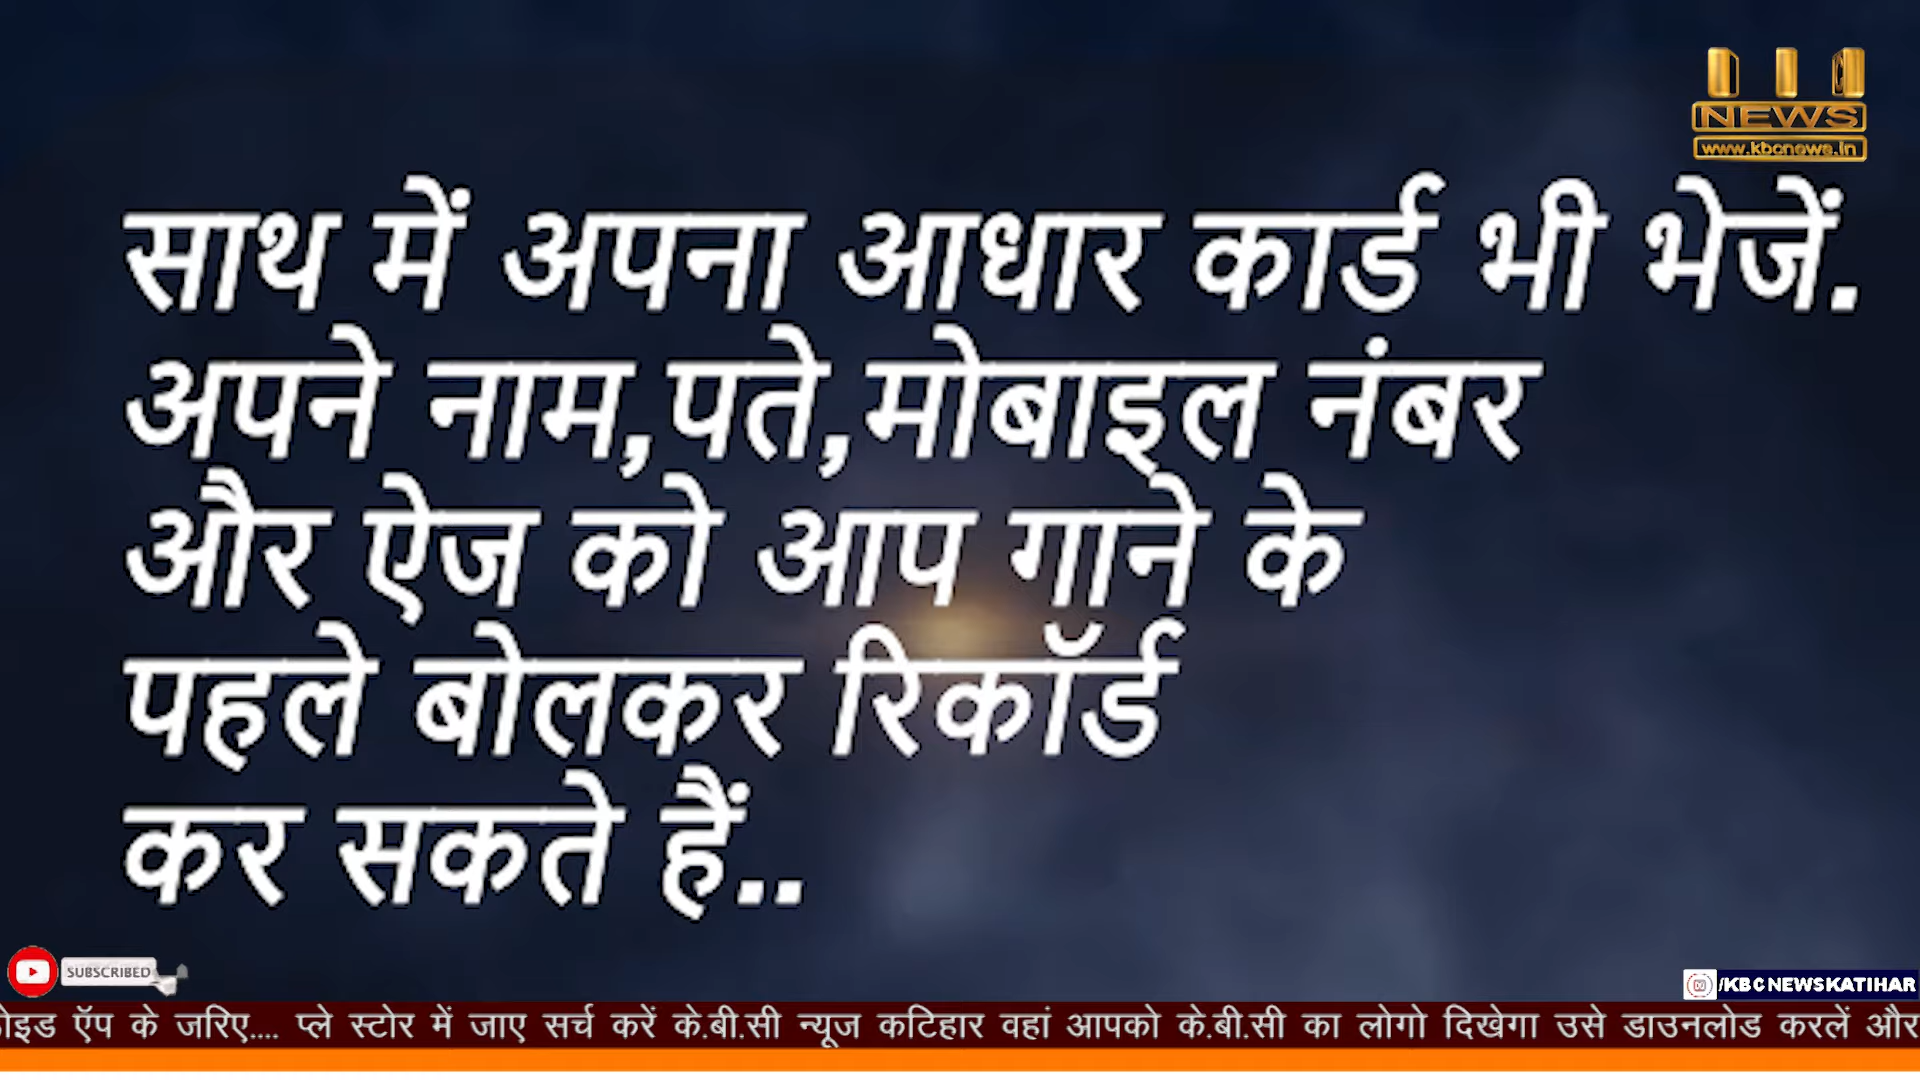 NEWS
www.kbcnews.in
साथ में अपना आधार कार्ड भी भेजें.
अपने नाम,पते,मोबाइल नंबर
और ऐज को आप गाने के
पहले बोलकर रिकॉर्ड
कर सकते हैं..
SUBSCRIBED
/KBCNEWSKATIHAR
ऍप के जरिए.... प्ले स्टोर में जाए सर्च करें के.बी.सी न्यूज कटिहार वहां आपको के.बी.सी का लोगो दिखेगा उसे डाउनलोड करलें और